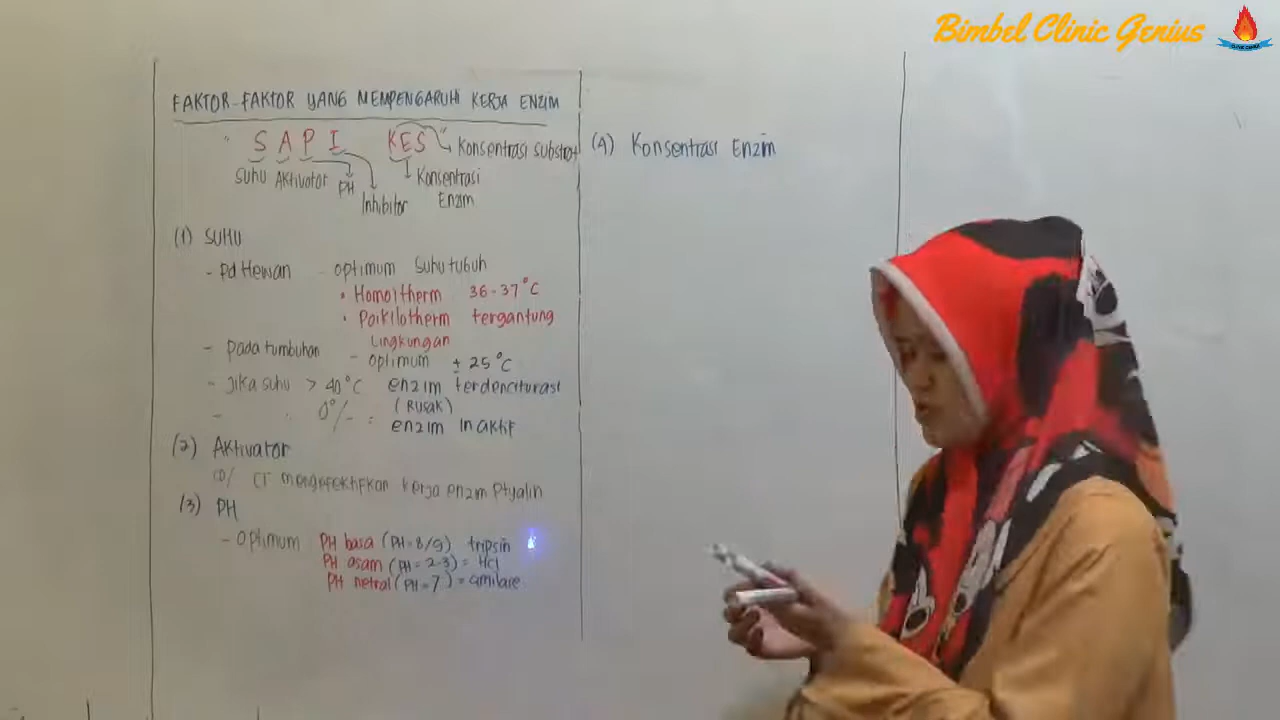 Bimbel Clinic Genius
FAKTOR-FAKTOR YANG MEMPENGARUHI KERJA ENZIM
" SAPI KES "
Konsentrasi Substrat
Suhu Aktivator PH Konsentrasi
Inhibitor Enzim
(1) SUHU
- Pd Hewan - optimum Suhu tubuh
• Homoitherm 36-37°C
• Poikilotherm tergantung
Lingkungan
- Pada tumbuhan - optimum ± 25°C
- Jika suhu > 40°C enzim terdenaturasi
(Rusak)
- " 0°/- : enzim Inaktif
(2) Aktivator
co/ Cl mengefektifkan kerja enzim Ptyalin
(3) PH
- Optimum PH basa (PH = 8/9) tripsin
PH asam (PH = 2-3) = HCl
PH netral (PH = 7) = amilase
(4) Konsentrasi Enzim